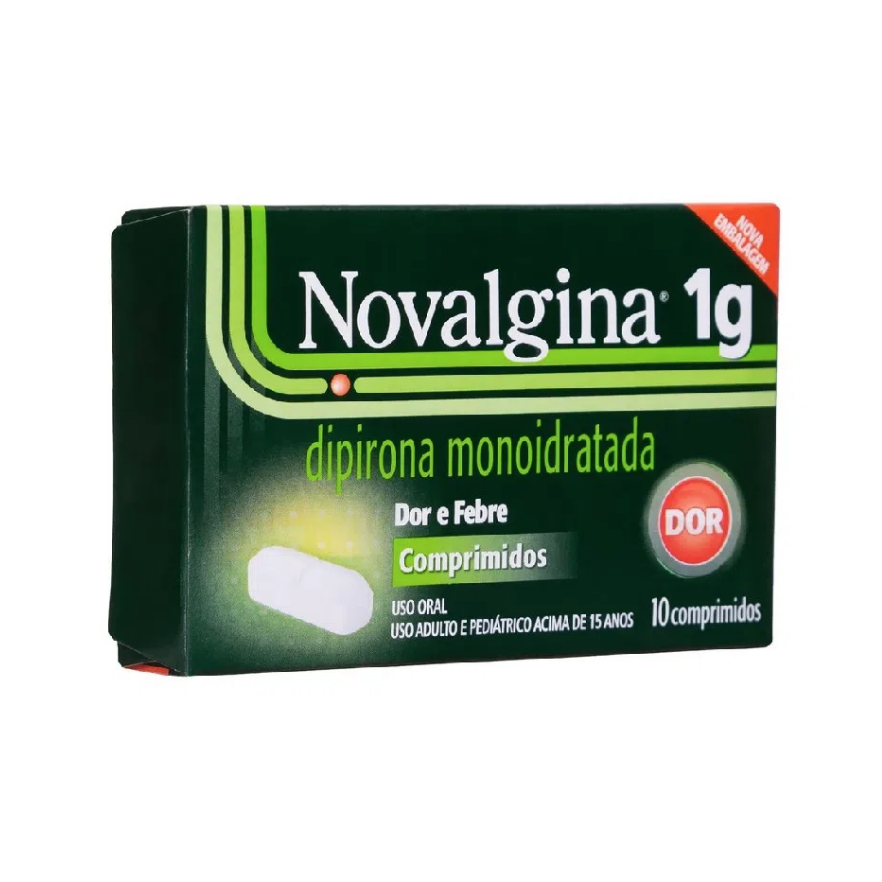 NOVA
EMBALAGEM
Novalgina® 1g
dipirona monoidratada
Dor e Febre
Comprimidos
DOR
USO ORAL
USO ADULTO E PEDIÁTRICO ACIMA DE 15 ANOS
10 comprimidos